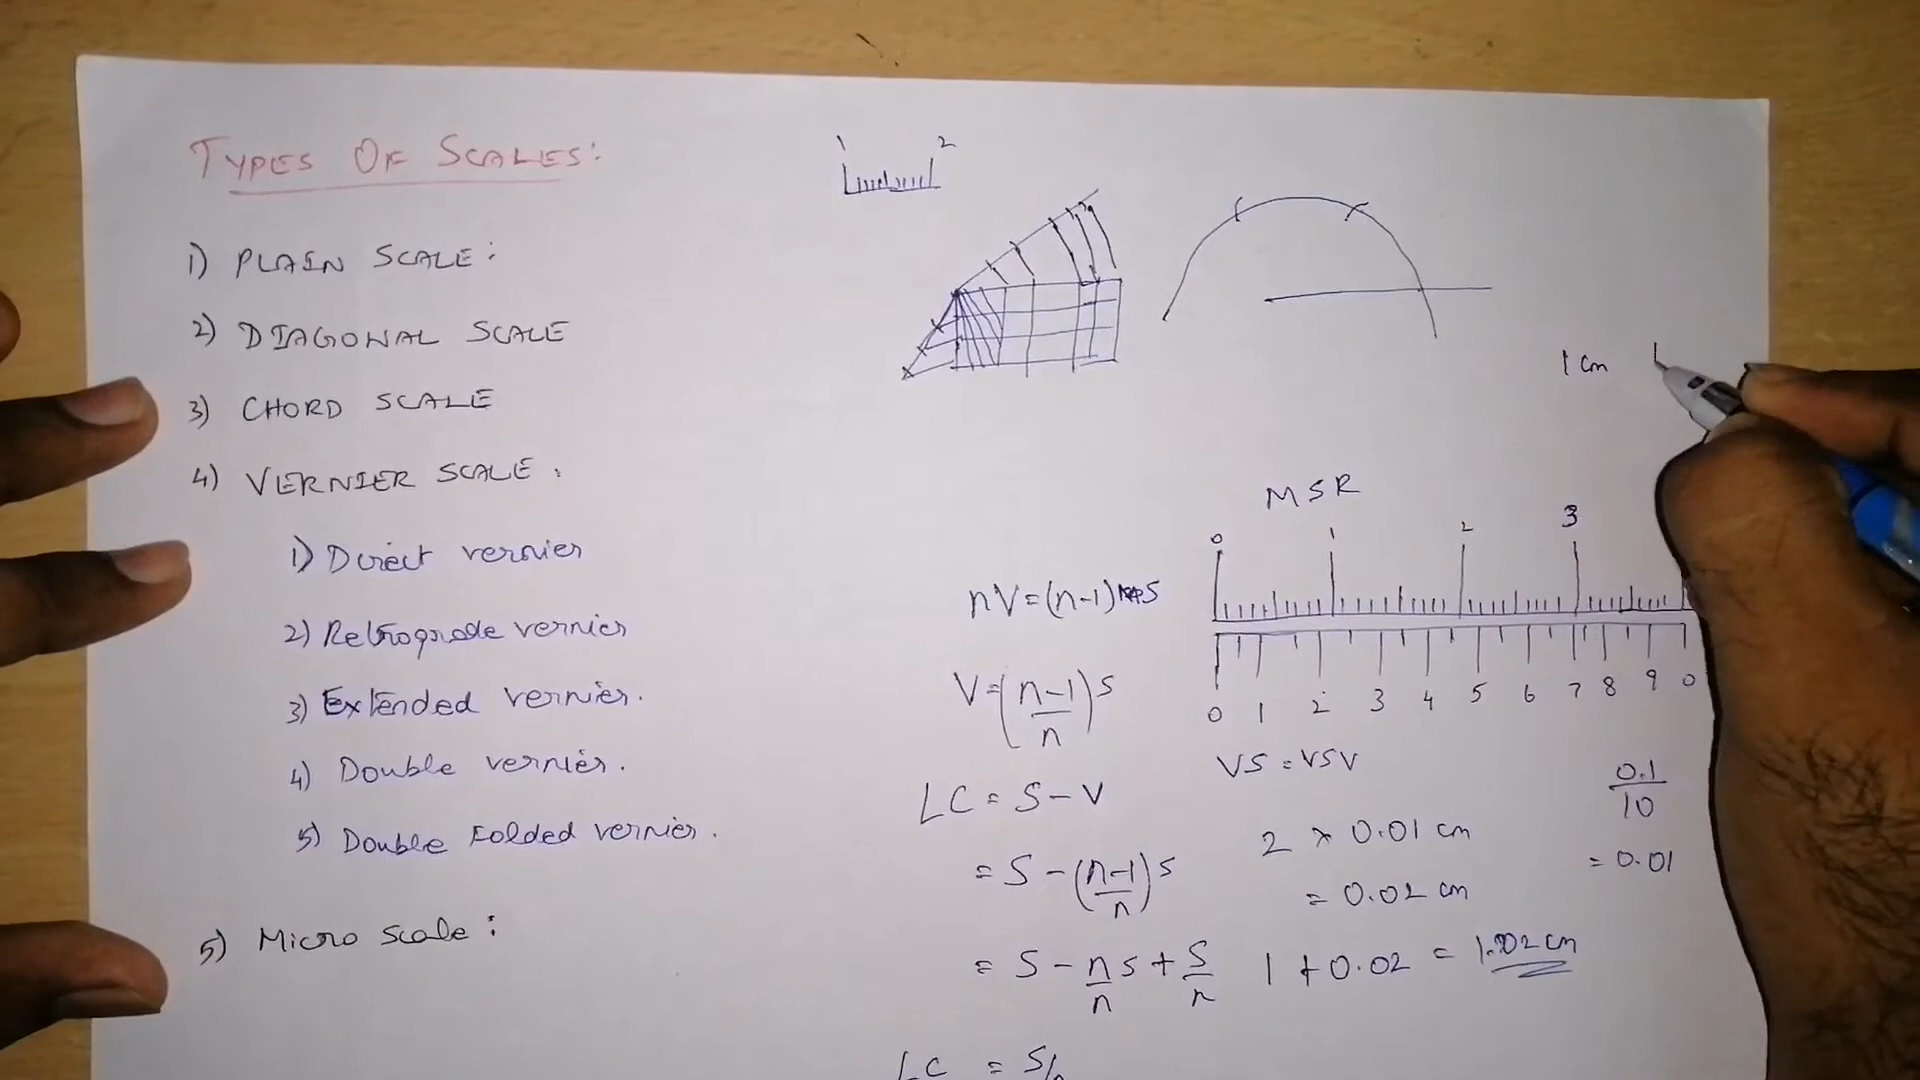 TYPES OF SCALES:
1) PLAIN SCALE:
2) DIAGONAL SCALE
3) CHORD SCALE
4) VERNIER SCALE:
1) Direct vernier
2) Retrograde vernier
3) Extended vernier.
4) Double vernier.
5) Double Folded vernier.
5) Micro scale:
1 2
1 cm
MSR
0 1 2 3
0 1 2 3 4 5 6 7 8 9 0
VS = VSV
nV = (n-1) S
V = (n-1/n) S
LC = S - V
= S - (n-1/n) S
= S - n/n S + S/n
LC = S/
2 × 0.01 cm
= 0.02 cm
1 + 0.02 = 1.02 cm
0.1/10
= 0.01